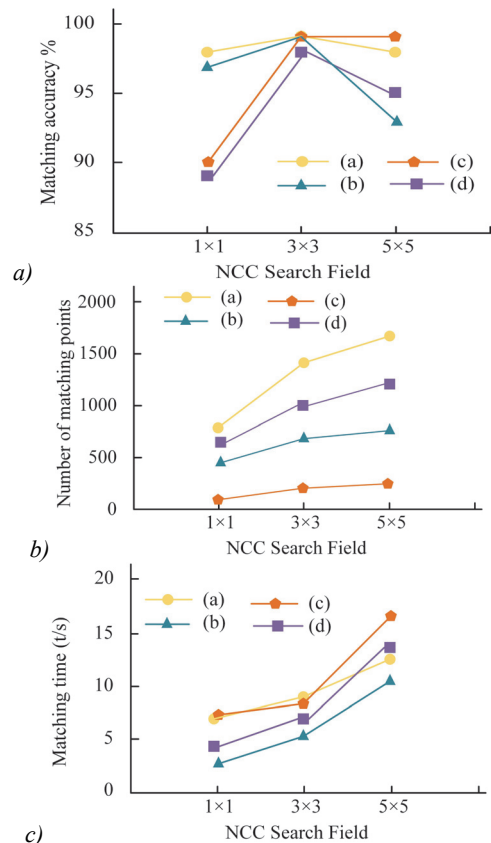 100
95
90
85
Matching accuracy %
(a) (c)
(b) (d)
1×1 3×3 5×5
NCC Search Field
a)
2000
1500
1000
500
0
Number of matching points
(a) (c)
(b) (d)
1×1 3×3 5×5
NCC Search Field
b)
20
15
10
5
0
Matching time (t/s)
(a) (c)
(b) (d)
1×1 3×3 5×5
NCC Search Field
c)